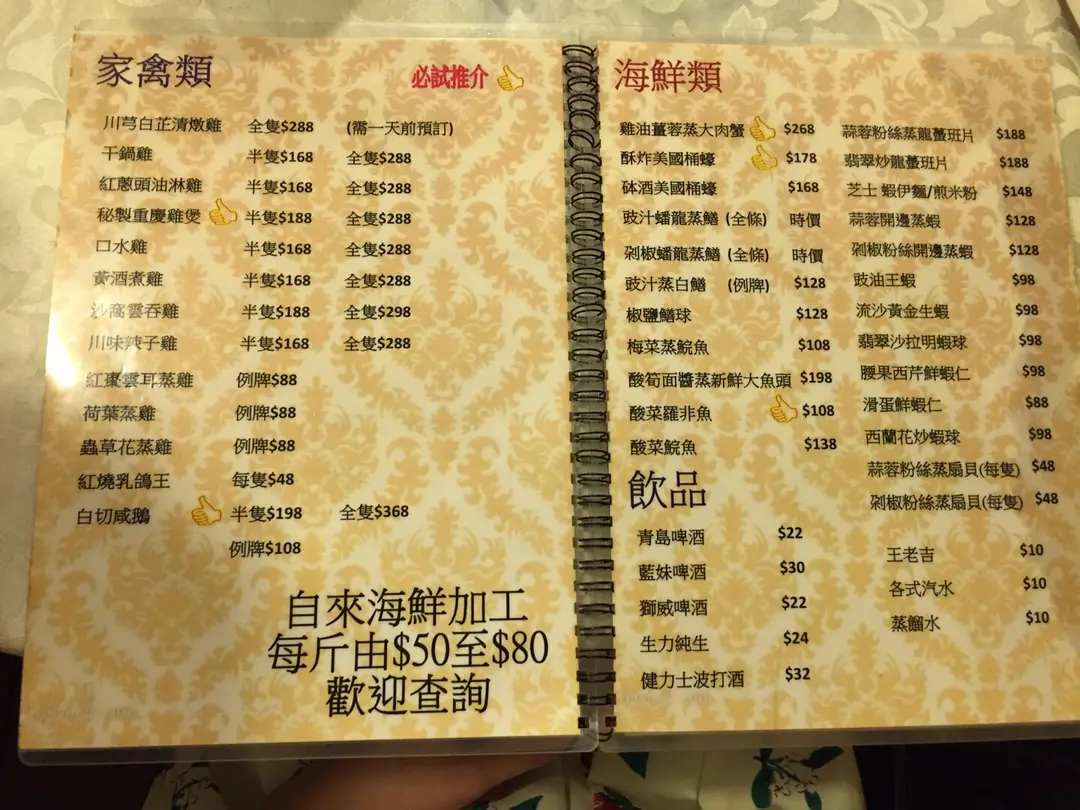 家禽類
必試推介
川芎白芷清燉雞 全隻$288 (需一天前預訂)
干鍋雞 半隻$168 全隻$288
紅蔥頭油淋雞 半隻$168 全隻$288
秘製重慶雞煲 半隻$188 全隻$288
口水雞 半隻$168 全隻$288
黃酒煮雞 半隻$168 全隻$288
沙窩雲吞雞 半隻$188 全隻$298
川味辣子雞 半隻$168 全隻$288
紅棗雲耳蒸雞 例牌$88
荷葉蒸雞 例牌$88
蟲草花蒸雞 例牌$88
紅燒乳鴿王 每隻$48
白切咸鵝 半隻$198 全隻$368
例牌$108
自來海鮮加工
每斤由$50至$80
歡迎查詢
海鮮類
雞油薑蓉蒸大肉蟹 $268
酥炸美國桶蠔 $178
砵酒美國桶蠔 $168
豉汁蟠龍蒸鱔 (全條) 時價
剁椒蟠龍蒸鱔 (全條) 時價
豉汁蒸白鱔 (例牌) $128
椒鹽鱔球 $128
梅菜蒸鯇魚 $108
酸筍面醬蒸新鮮大魚頭 $198
酸菜羅非魚 $108
酸菜鯇魚 $138
蒜蓉粉絲蒸龍躉班片 $188
翡翠炒龍躉班片 $188
芝士 蝦伊麵/煎米粉 $148
蒜蓉開邊蒸蝦 $128
剁椒粉絲開邊蒸蝦 $128
豉油王蝦 $98
流沙黃金生蝦 $98
翡翠沙拉明蝦球 $98
腰果西芹鮮蝦仁 $98
滑蛋鮮蝦仁 $88
西蘭花炒蝦球 $98
蒜蓉粉絲蒸扇貝(每隻) $48
剁椒粉絲蒸扇貝(每隻) $48
飲品
青島啤酒 $22
藍妹啤酒 $30
獅威啤酒 $22
生力純生 $24
健力士波打酒 $32
王老吉 $10
各式汽水 $10
蒸餾水 $10